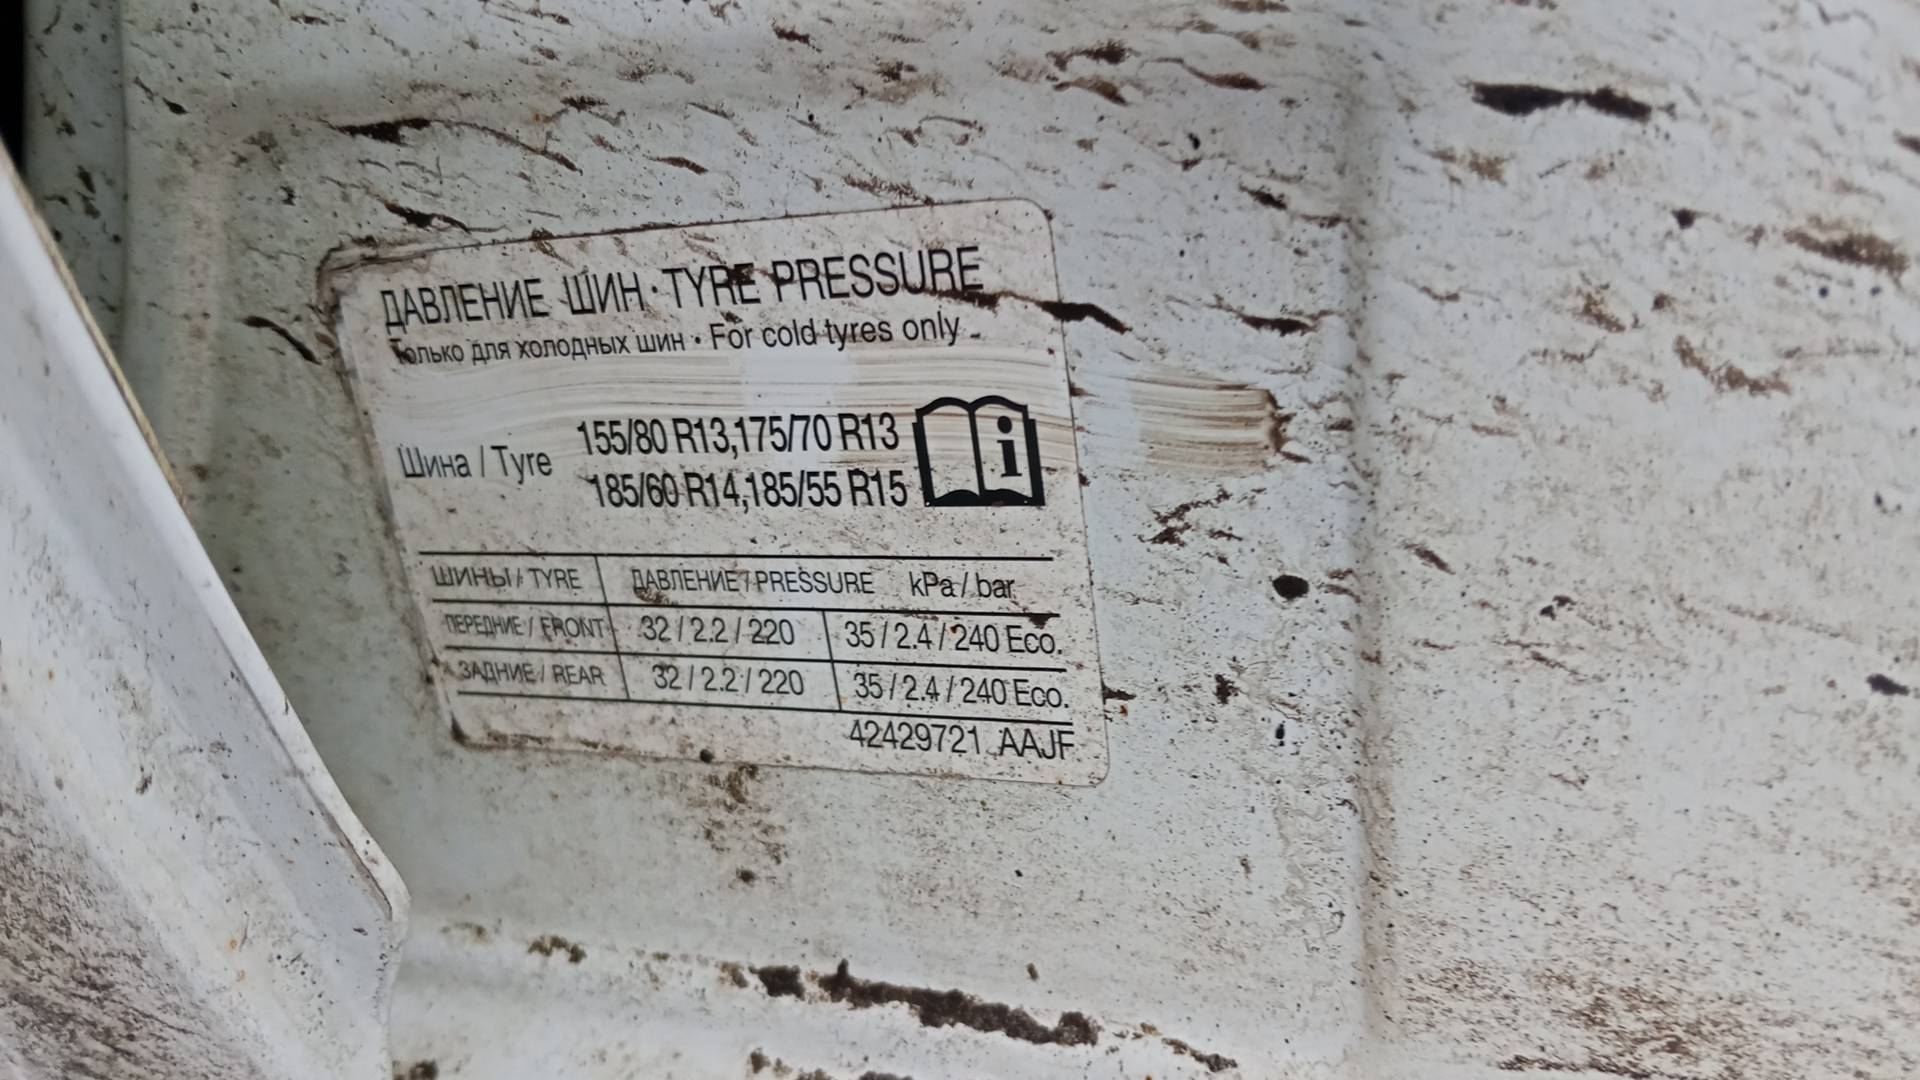 ДАВЛЕНИЕ ШИН · TYRE PRESSURE
Только для холодных шин · For cold tyres only
Шина / Tyre
155/80 R13,175/70 R13
185/60 R14,185/55 R15
i
ШИНЫ / TYRE ДАВЛЕНИЕ / PRESSURE kPa / bar
ПЕРЕДНИЕ / FRONT 32 / 2.2 / 220 35 / 2.4 / 240 Eco.
ЗАДНИЕ / REAR 32 / 2.2 / 220 35 / 2.4 / 240 Eco.
42429721 AAJF